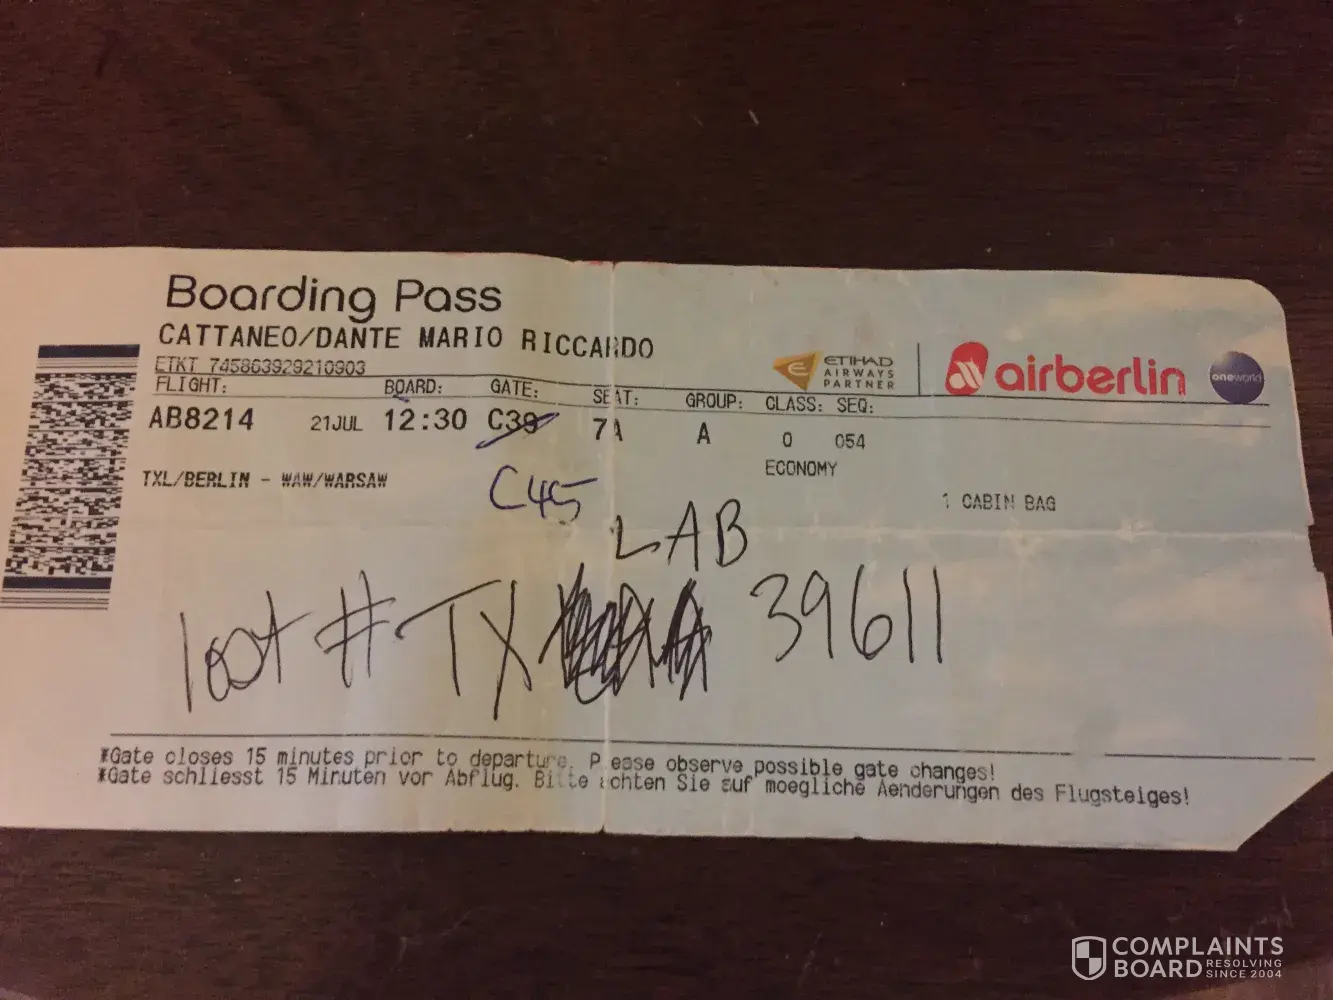 Boarding Pass
CATTANEO/DANTE MARIO RICCARDO
ETKT 745863929210903
ETIHAD
AIRWAYS
PARTNER
airberlin
oneworld
FLIGHT: BOARD: GATE: SEAT: GROUP: CLASS: SEQ:
AB8214 21JUL 12:30 C39 7A A O 054
ECONOMY
TXL/BERLIN - WAW/WARSAW
C45
1 CABIN BAG
LAB
lost # TX 39611
*Gate closes 15 minutes prior to departure. Please observe possible gate changes!
*Gate schliesst 15 Minuten vor Abflug. Bitte achten Sie auf moegliche Aenderungen des Flugsteiges!
COMPLAINTS
BOARD RESOLVING
SINCE 2004